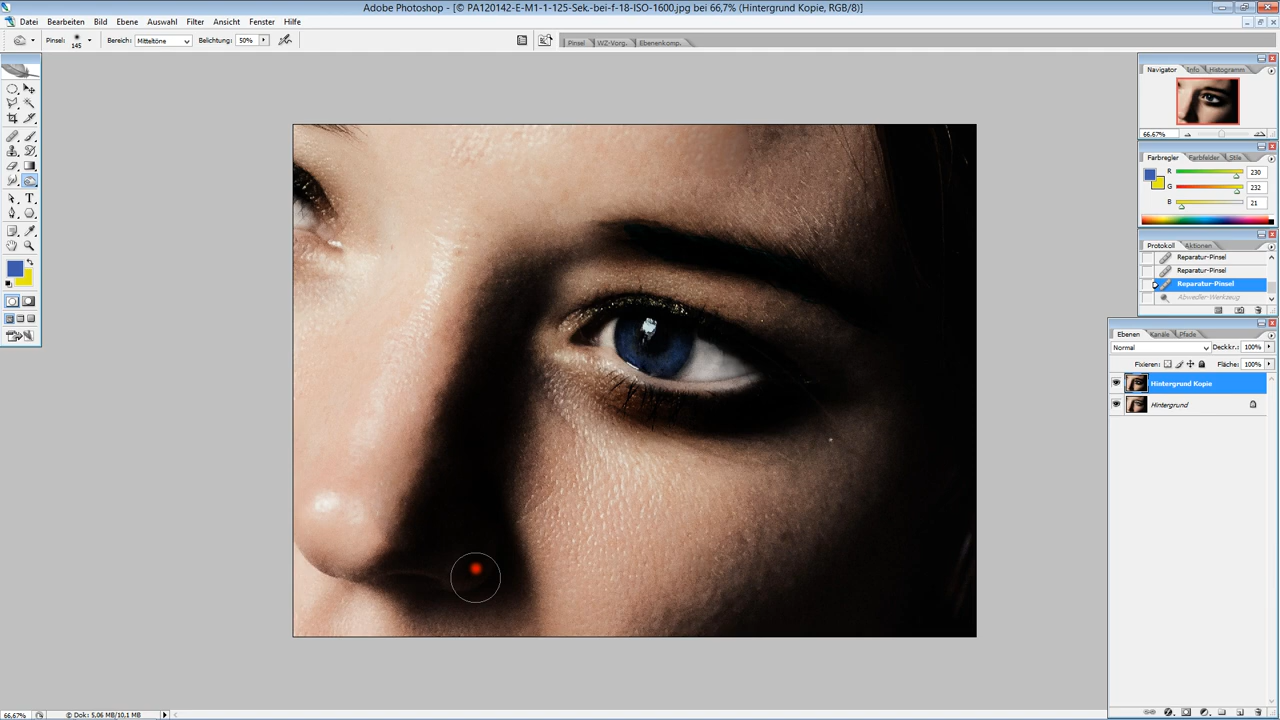 Adobe Photoshop - [© PA120142-E-M1-1-125-Sek.-bei-f-18-ISO-1600.jpg bei 66,7% (Hintergrund Kopie, RGB/8)]
Datei Bearbeiten Bild Ebene Auswahl Filter Ansicht Fenster Hilfe
Pinsel: 145 Bereich: Mitteltöne Belichtung: 50% Pinsel WZ-Vorg. Ebenenkomp.
Navigator Info Histogramm
66.67%
Farbregler Farbfelder Stile
R 230
G 232
B 21
Protokoll Aktionen
Reparatur-Pinsel
Reparatur-Pinsel
Reparatur-Pinsel
Abwedler-Werkzeug
Ebenen Kanäle Pfade
Normal Deckkr.: 100%
Fixieren: Fläche: 100%
Hintergrund Kopie
Hintergrund
66,67% © Dok: 5,06 MB/10,1 MB